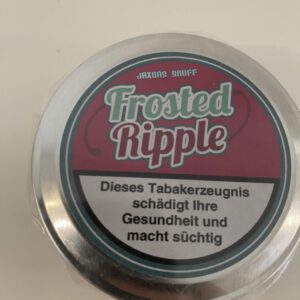 JAXONS SNUFF
Frosted
Ripple
Dieses Tabakerzeugnis
schädigt Ihre
Gesundheit und
macht süchtig